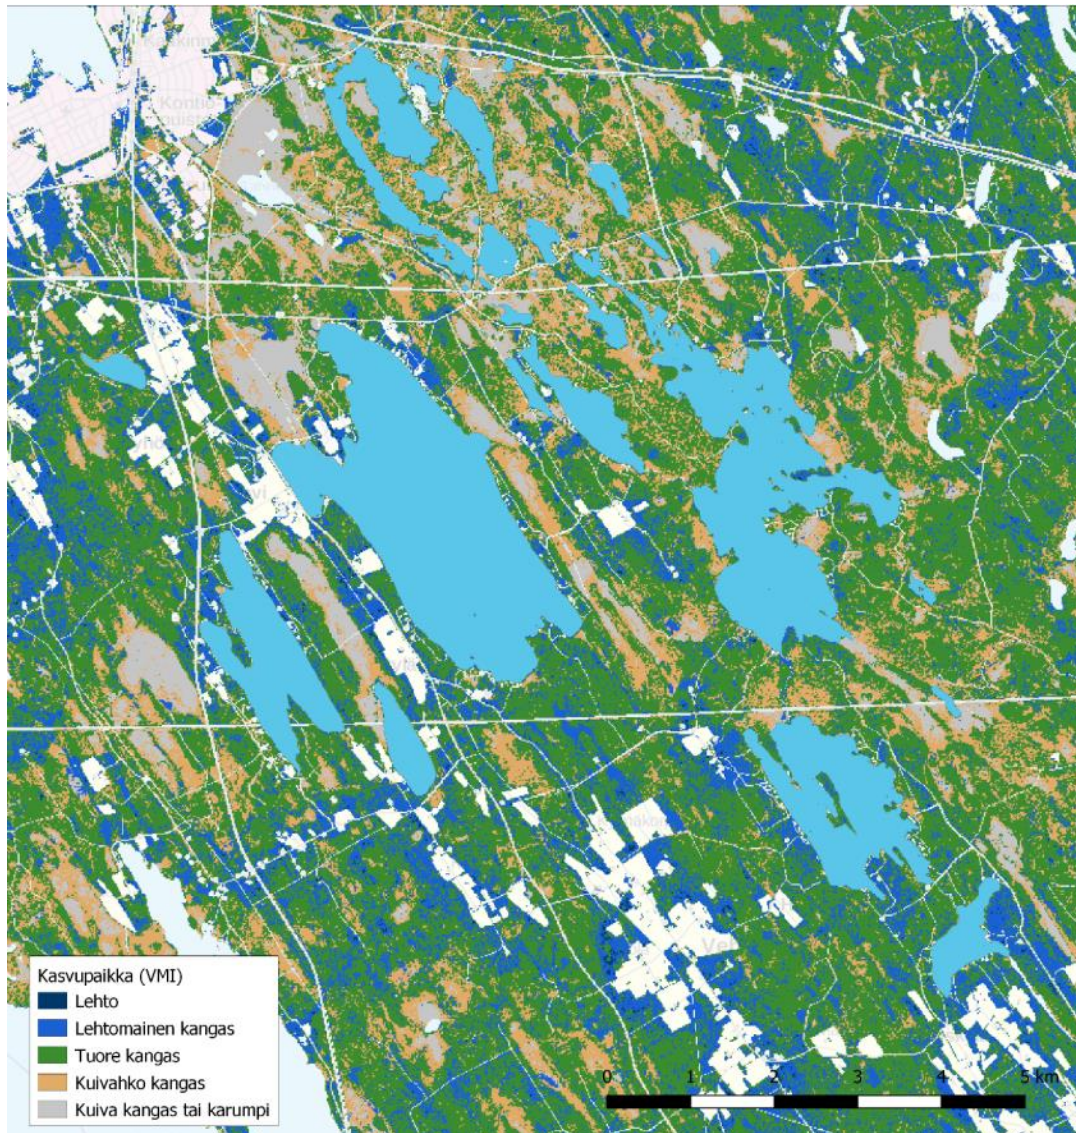 Kontio-
Kasvupaikka (VMI)
Lehto
Lehtomainen kangas
Tuore kangas
Kuivahko kangas
Kuiva kangas tai karumpi
0 1 2 3 4 5 km